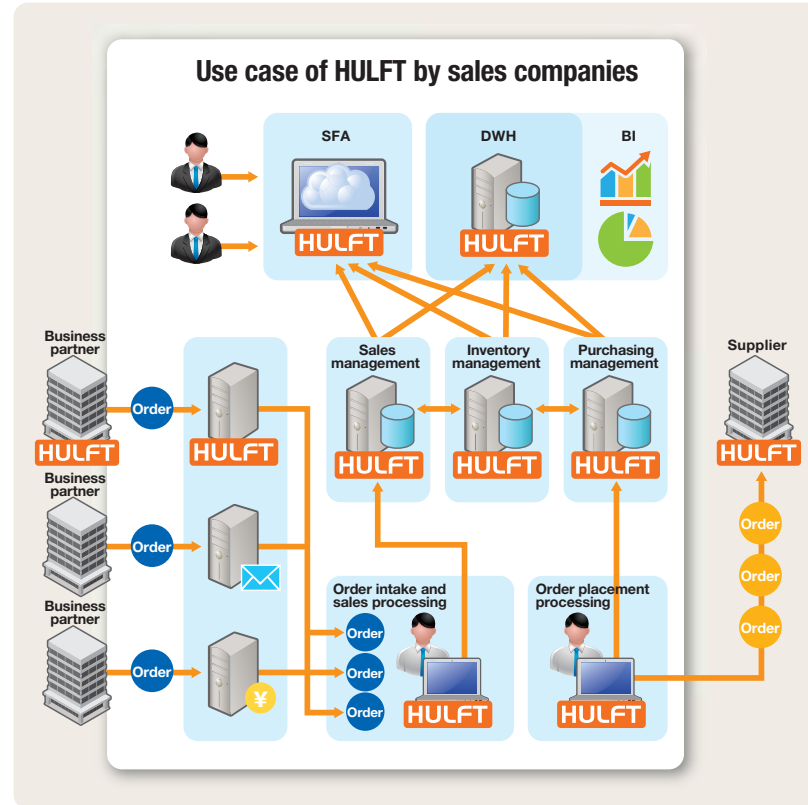 Use case of HULFT by sales companies
SFA
DWH
BI
HULFT
HULFT
Business
partner
Order
HULFT
HULFT
Sales
management
HULFT
Inventory
management
HULFT
Purchasing
management
HULFT
Supplier
HULFT
Business
partner
Order
Order
Order
Order
Business
partner
Order
¥
Order intake and
sales processing
Order
Order
Order
HULFT
Order placement
processing
HULFT